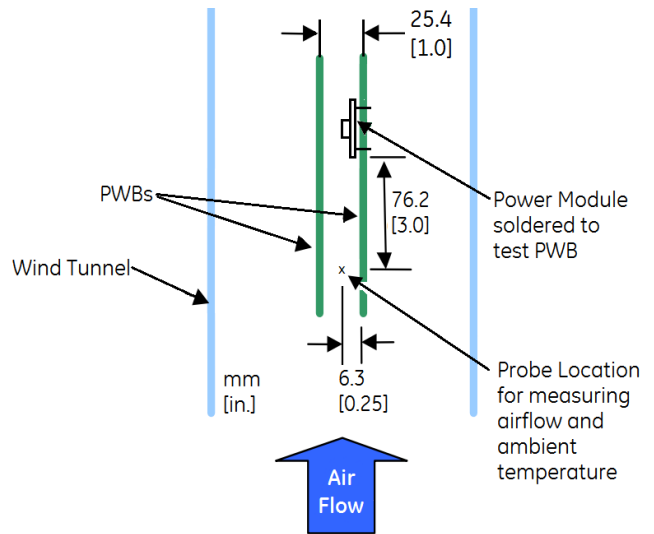 25.4
[1.0]
PWBs
76.2
[3.0]
Power Module
soldered to
test PWB
Wind Tunnel
x
mm
[in.]
6.3
[0.25]
Probe Location
for measuring
airflow and
ambient
temperature
Air
Flow